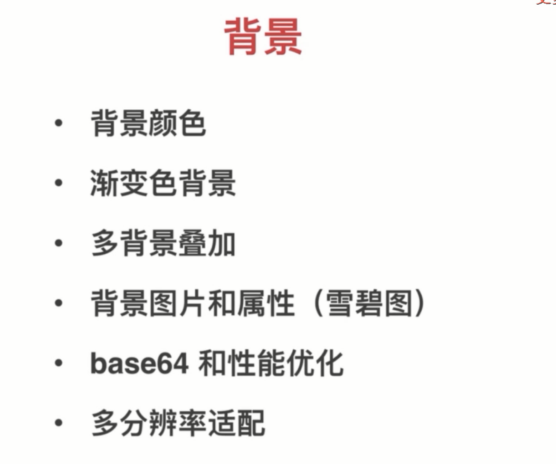 背景
• 背景颜色
• 渐变色背景
• 多背景叠加
• 背景图片和属性（雪碧图）
• base64 和性能优化
• 多分辨率适配